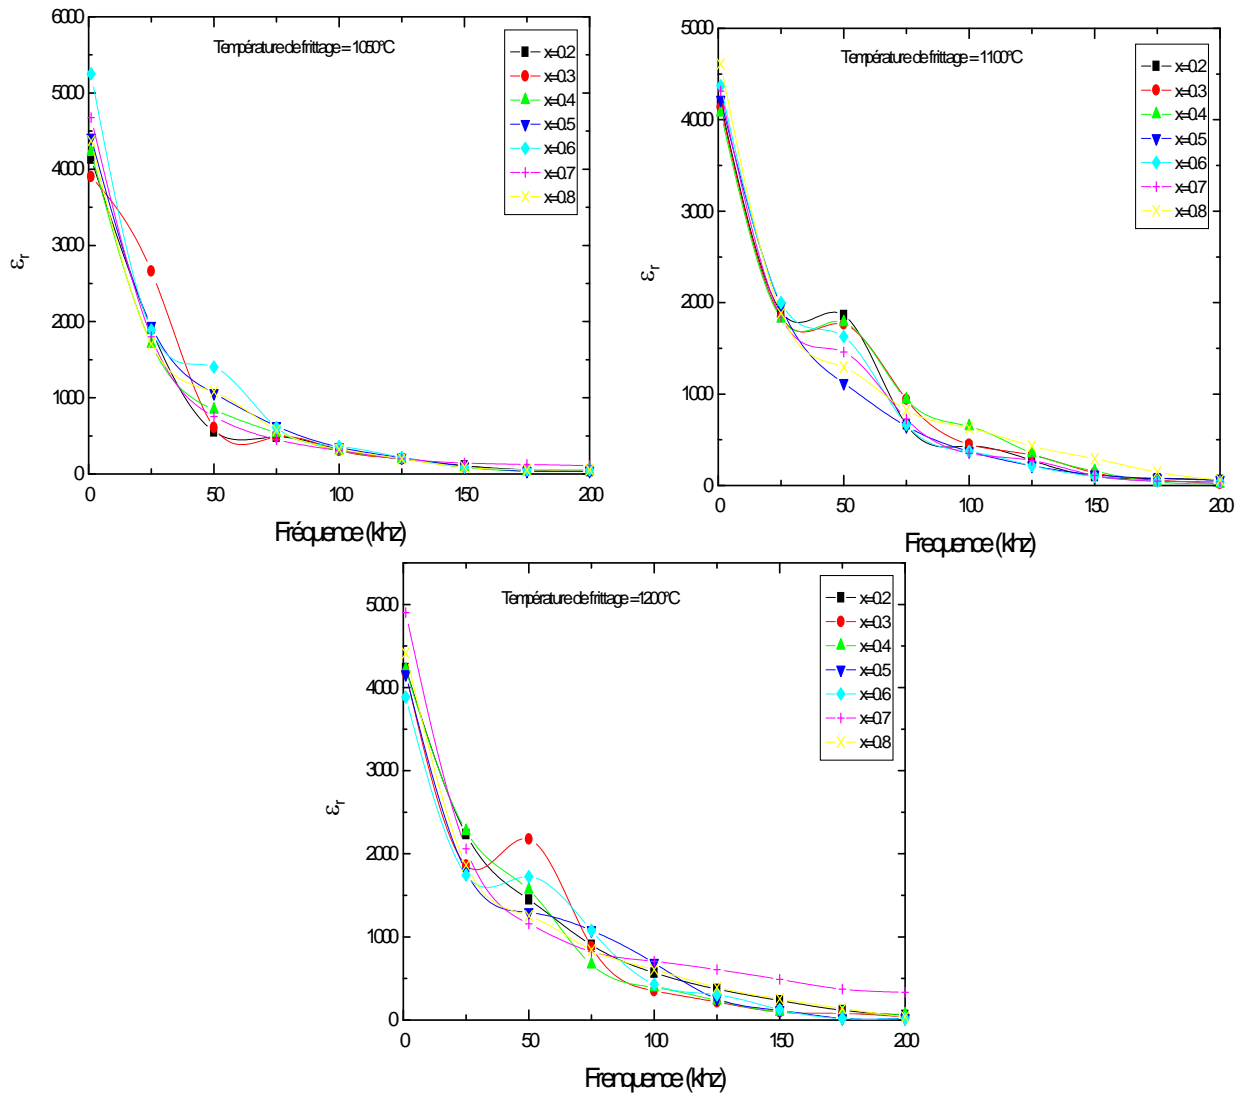 6000
5000
4000
3000
2000
1000
0
Température de frittage = 1050°C
x=0.2
x=0.3
x=0.4
x=0.5
x=0.6
x=0.7
x=0.8
εr
0 50 100 150 200
Fréquence (khz)
5000
4000
3000
2000
1000
0
Température de frittage = 1100°C
x=0.2
x=0.3
x=0.4
x=0.5
x=0.6
x=0.7
x=0.8
εr
0 50 100 150 200
Frequence (khz)
5000
4000
3000
2000
1000
0
Température de frittage =1200°C
x=0.2
x=0.3
x=0.4
x=0.5
x=0.6
x=0.7
x=0.8
εr
0 50 100 150 200
Frenquence (khz)